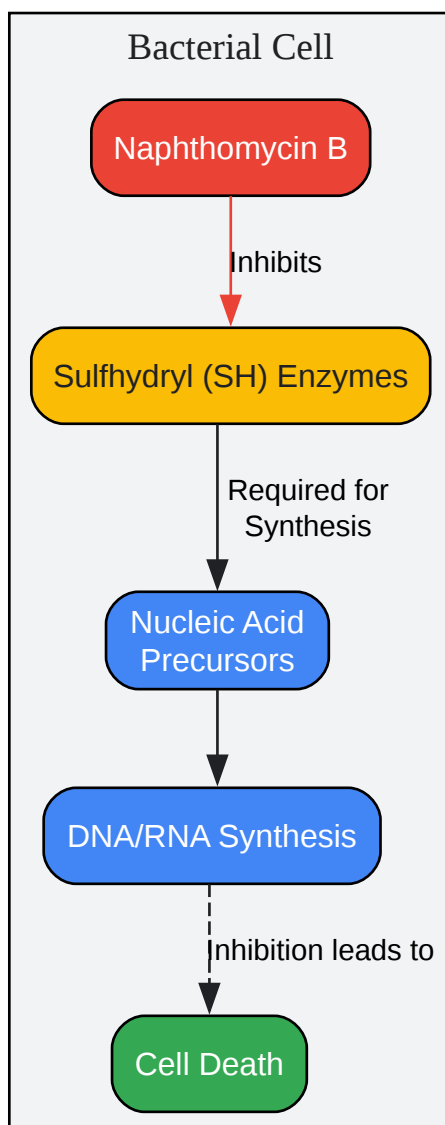 Bacterial Cell
Naphthomycin B
Inhibits
Sulfhydryl (SH) Enzymes
Required for
Synthesis
Nucleic Acid
Precursors
DNA/RNA Synthesis
Inhibition leads to
Cell Death